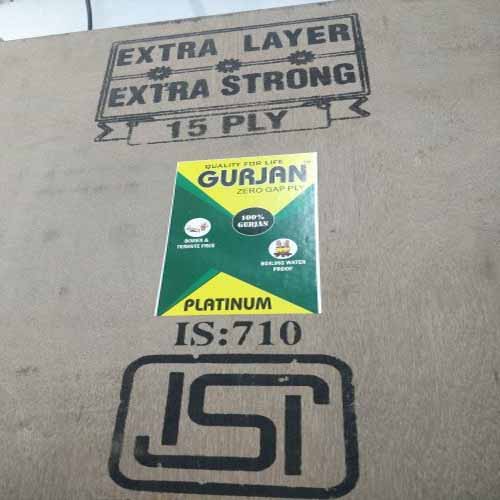 EXTRA LAYER
EXTRA STRONG
15 PLY
QUALITY FOR LIFE
GURJAN
ZERO GAP PLY
100%
GURJAN
BORER &
TERMITE FREE
BOILING WATER
PROOF
PLATINUM
IS:710
ISI